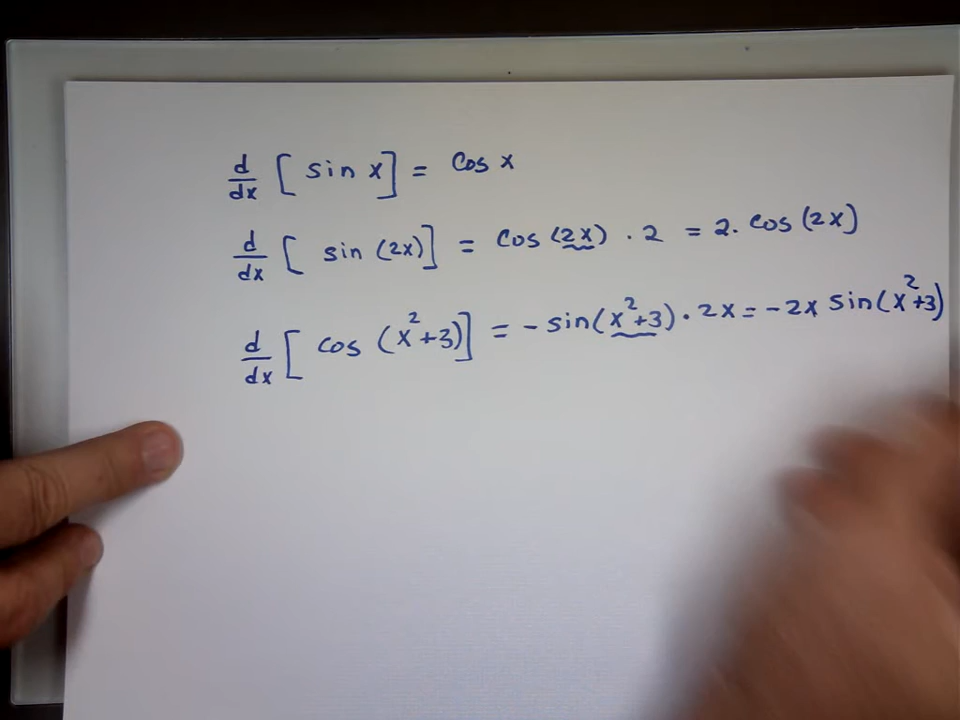 d/dx [ sin x ] = cos x
d/dx [ sin (2x) ] = cos (2x) · 2 = 2. cos (2x)
d/dx [ cos (x²+3) ] = - sin(x²+3) · 2x = - 2x sin(x²+3)